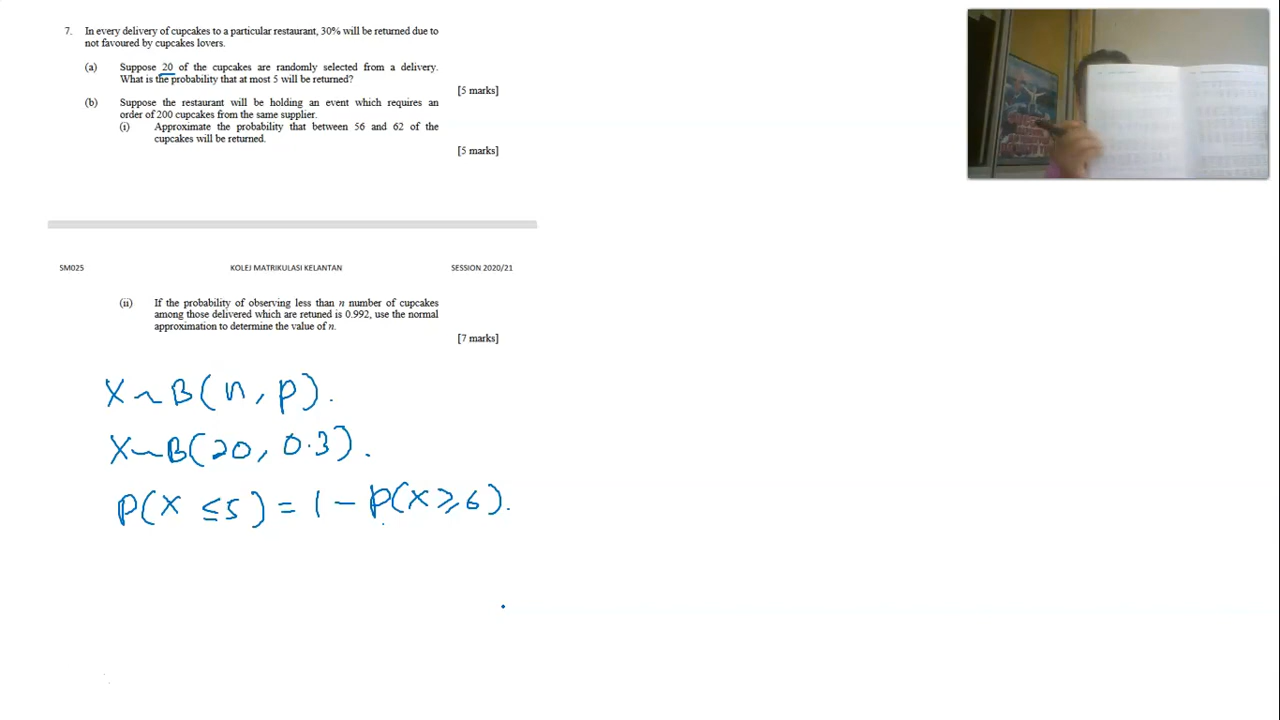 7. In every delivery of cupcakes to a particular restaurant, 30% will be returned due to
not favoured by cupcakes lovers.
(a) Suppose 20 of the cupcakes are randomly selected from a delivery.
What is the probability that at most 5 will be returned?
[5 marks]
(b) Suppose the restaurant will be holding an event which requires an
order of 200 cupcakes from the same supplier.
(i) Approximate the probability that between 56 and 62 of the
cupcakes will be returned.
[5 marks]
SM025 KOLEJ MATRIKULASI KELANTAN SESSION 2020/21
(ii) If the probability of observing less than n number of cupcakes
among those delivered which are retuned is 0.992, use the normal
approximation to determine the value of n.
[7 marks]
X~B(n, p).
X~B(20, 0.3).
P(X ≤5) = 1 - P(X ≥ 6).